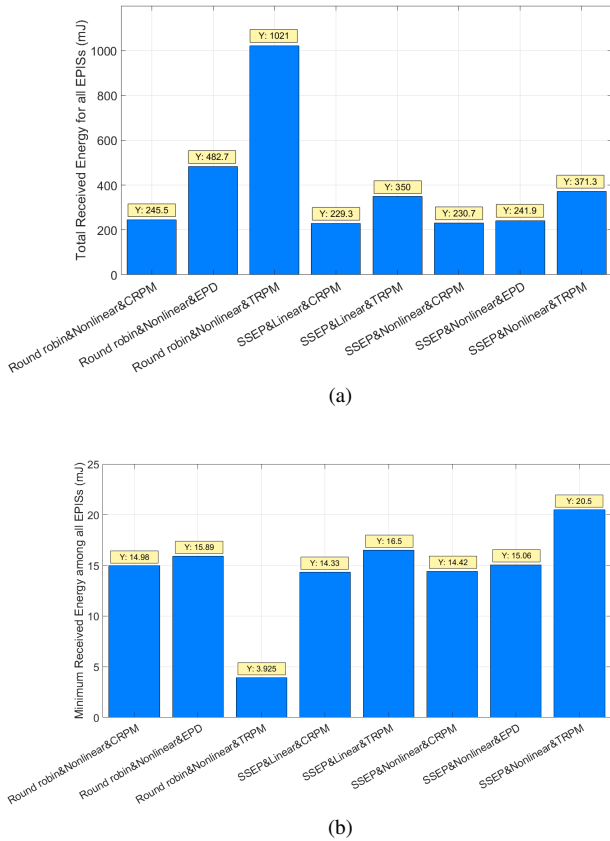 Total Received Energy for all EPISs (mJ)
1000
800
600
400
200
0
Y: 245.5
Y: 482.7
Y: 1021
Y: 229.3
Y: 350
Y: 230.7
Y: 241.9
Y: 371.3
Round robin&Nonlinear&CRPM
Round robin&Nonlinear&EPD
Round robin&Nonlinear&TRPM
SSEP&Linear&CRPM
SSEP&Linear&TRPM
SSEP&Nonlinear&CRPM
SSEP&Nonlinear&EPD
SSEP&Nonlinear&TRPM
(a)
Minimum Received Energy among all EPISs (mJ)
25
20
15
10
5
0
Y: 14.98
Y: 15.89
Y: 3.925
Y: 14.33
Y: 16.5
Y: 14.42
Y: 15.06
Y: 20.5
Round robin&Nonlinear&CRPM
Round robin&Nonlinear&EPD
Round robin&Nonlinear&TRPM
SSEP&Linear&CRPM
SSEP&Linear&TRPM
SSEP&Nonlinear&CRPM
SSEP&Nonlinear&EPD
SSEP&Nonlinear&TRPM
(b)